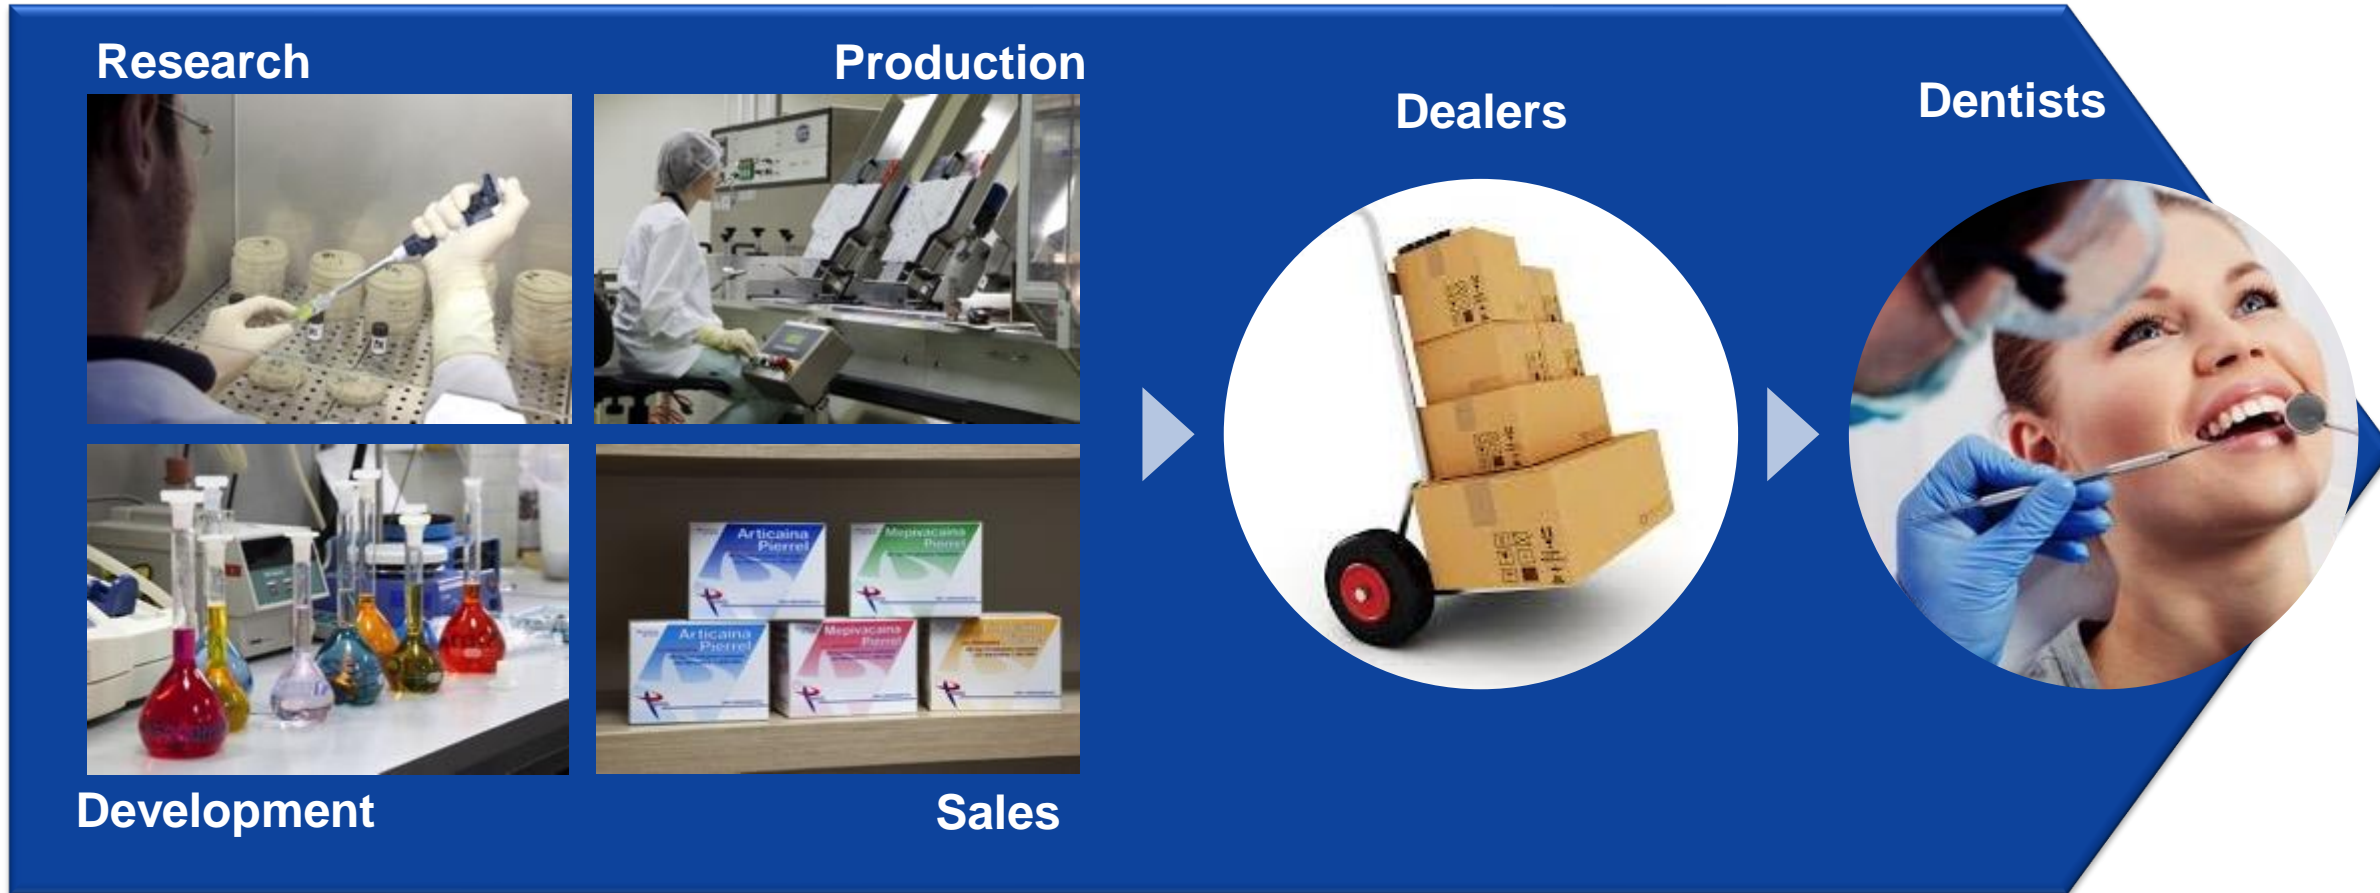 Research
Production
Dealers
Dentists
Articaina
Pierrel
Mepivacaina
Pierrel
Articaina
Pierrel
Mepivacaina
Pierrel
Development
Sales